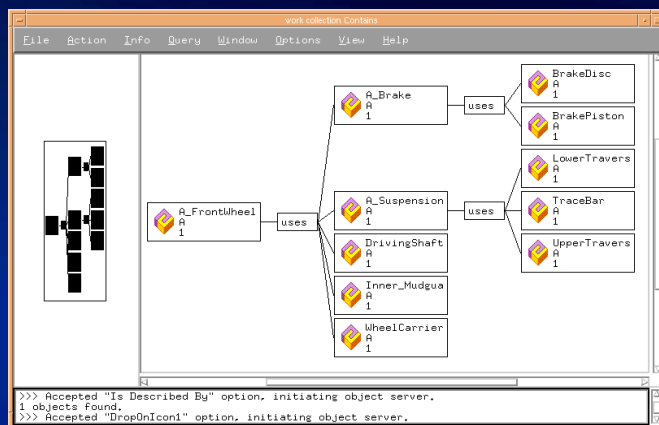 work collection Contains
File Action Info Query Window Options View Help
A_FrontWheel
A
1
uses
A_Brake
A
1
uses
BrakeDisc
A
1
BrakePiston
A
1
A_Suspension
A
1
uses
LowerTravers
A
1
TraceBar
A
1
UpperTravers
A
1
DrivingShaft
A
1
Inner_Mudgua
A
1
WheelCarrier
A
1
>>> Accepted "Is Described By" option, initiating object server.
1 objects found.
>>> Accepted "DropOnIcon1" option, initiating object server.